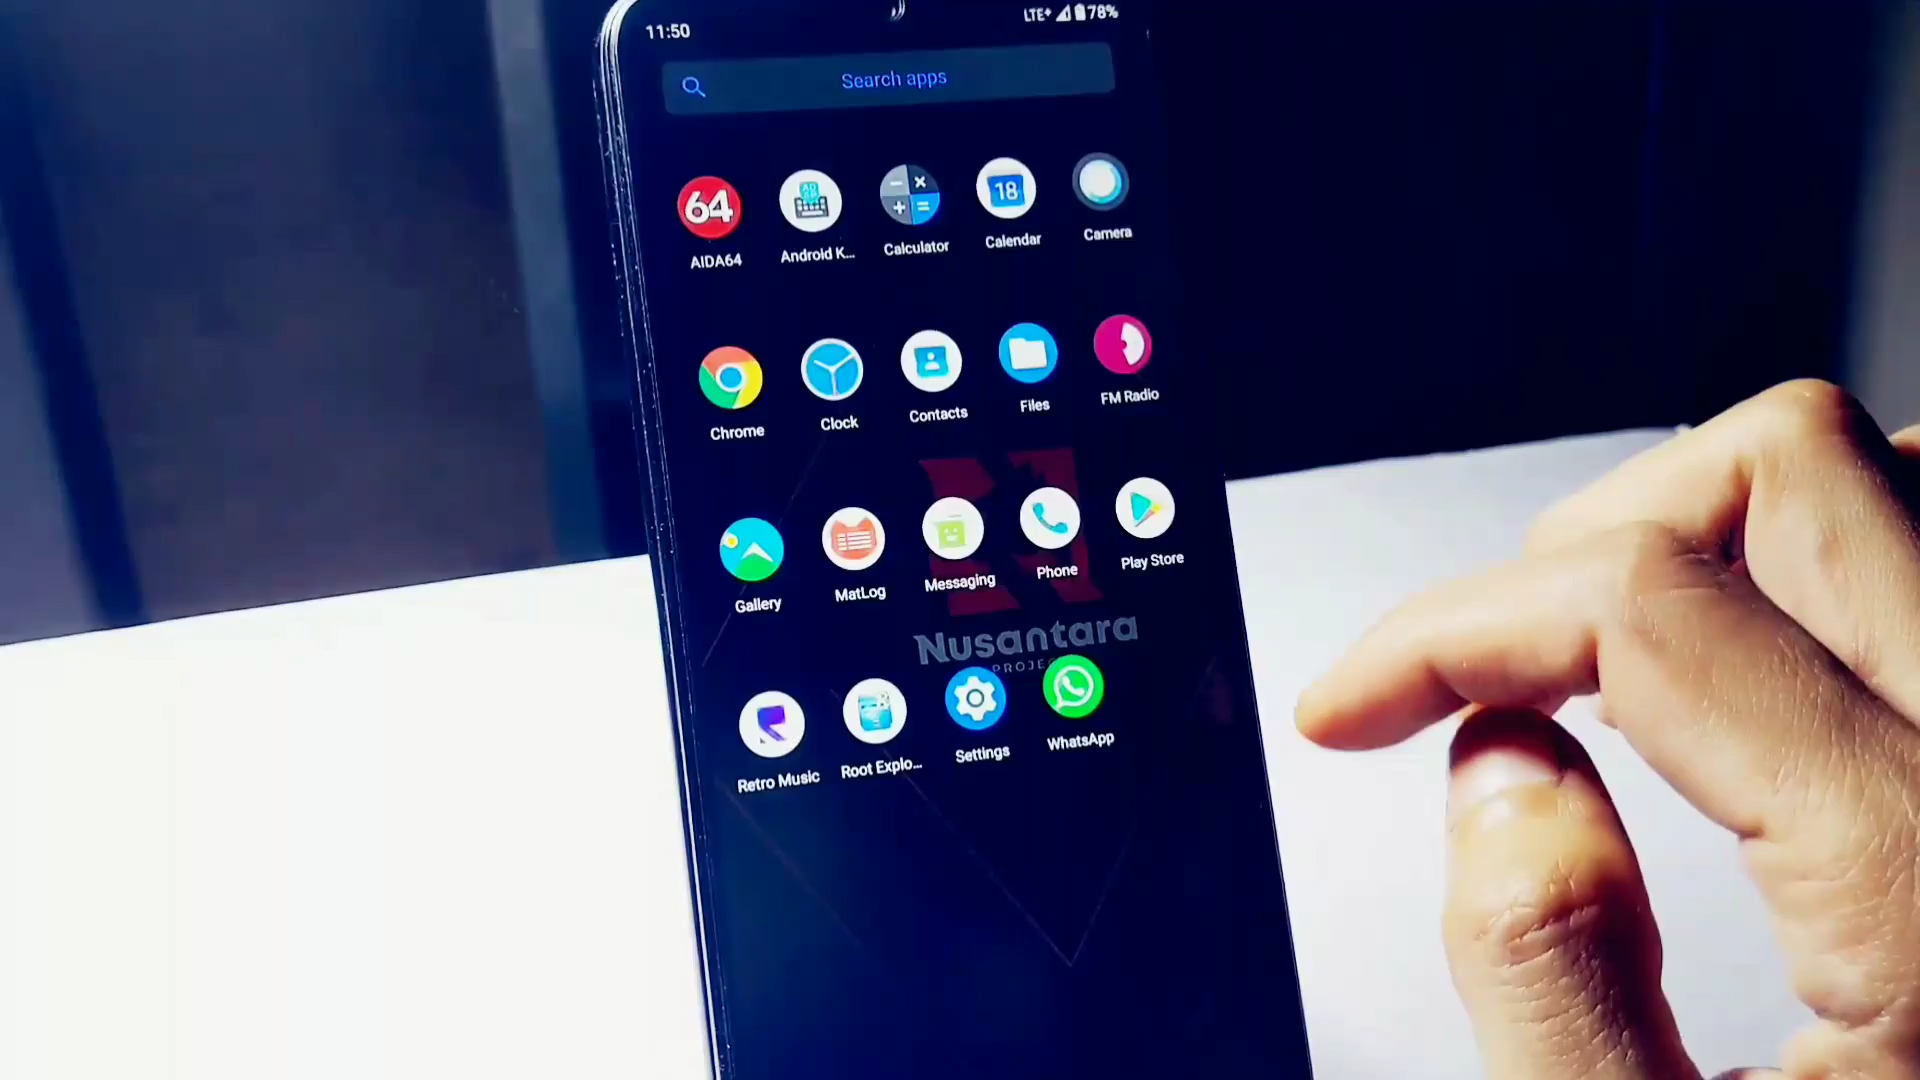 11:50 LTE+ 78%
Search apps
64 18
AIDA64 Android K... Calculator Calendar Camera
Chrome Clock Contacts Files FM Radio
Gallery MatLog Messaging Phone Play Store
Nusantara
PROJE
Retro Music Root Explo... Settings WhatsApp